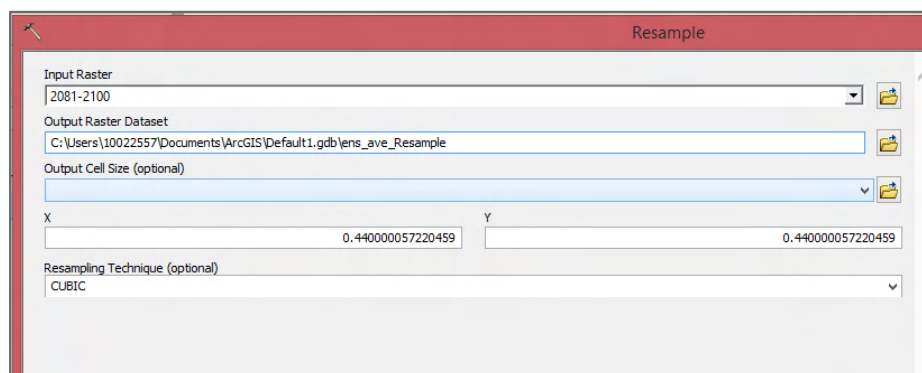 Resample
Input Raster
2081-2100
Output Raster Dataset
C:\Users\10022557\Documents\ArcGIS\Default1.gdb\ens_ave_Resample
Output Cell Size (optional)
X Y
0.440000057220459 0.440000057220459
Resampling Technique (optional)
CUBIC